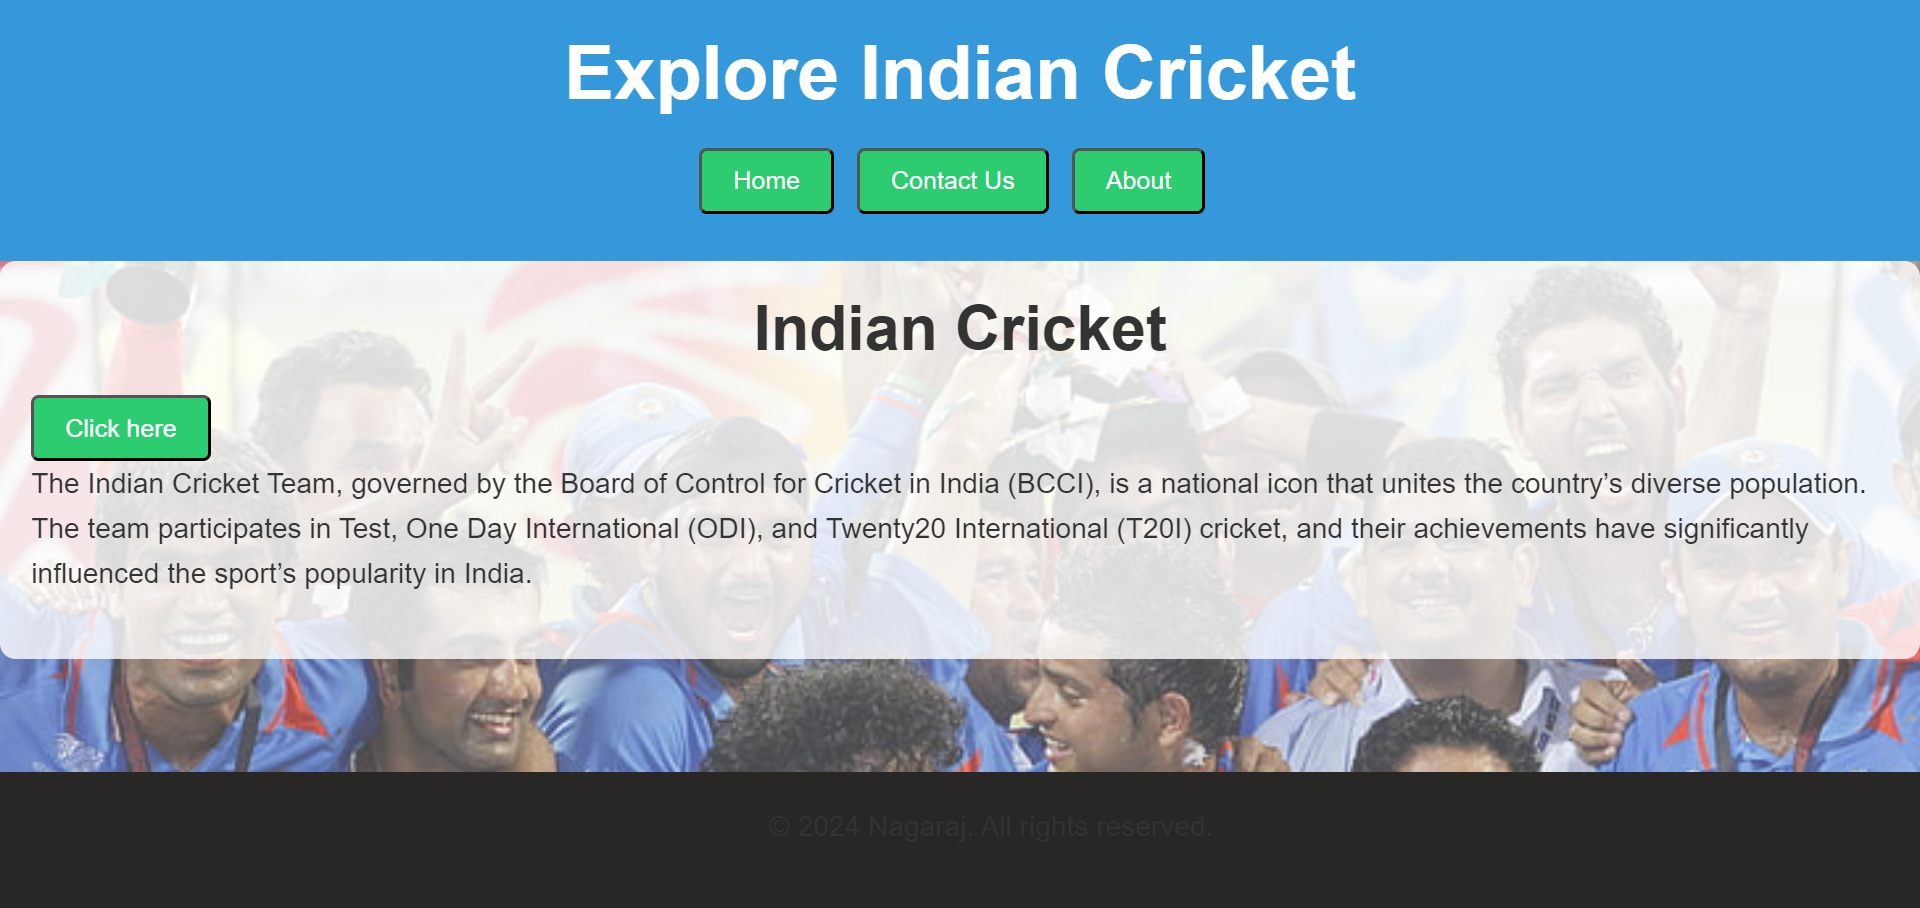 Explore Indian Cricket
Home Contact Us About
Indian Cricket
Click here
The Indian Cricket Team, governed by the Board of Control for Cricket in India (BCCI), is a national icon that unites the country’s diverse population.
The team participates in Test, One Day International (ODI), and Twenty20 International (T20I) cricket, and their achievements have significantly
influenced the sport’s popularity in India.
© 2024 Nagaraj. All rights reserved.